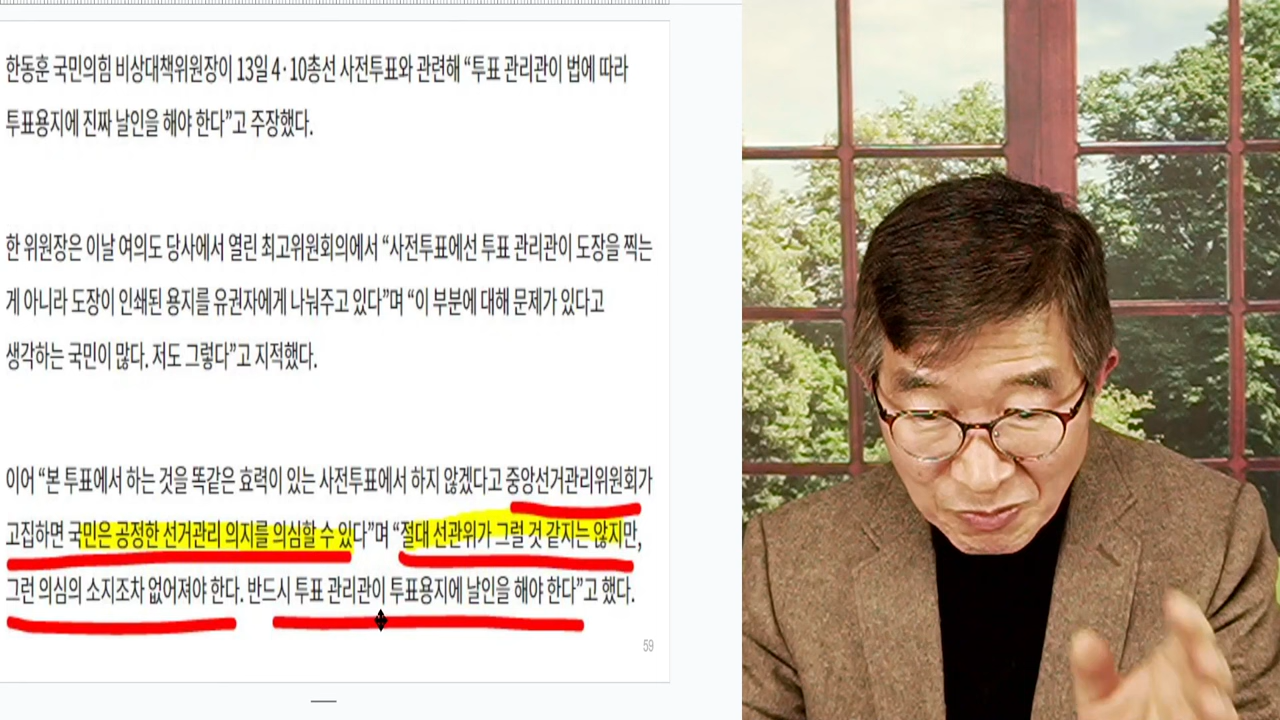 한동훈 국민의힘 비상대책위원장이 13일 4·10총선 사전투표와 관련해 “투표 관리관이 법에 따라
투표용지에 진짜 날인을 해야 한다”고 주장했다.
한 위원장은 이날 여의도 당사에서 열린 최고위원회의에서 “사전투표에선 투표 관리관이 도장을 찍는
게 아니라 도장이 인쇄된 용지를 유권자에게 나눠주고 있다”며 “이 부분에 대해 문제가 있다고
생각하는 국민이 많다. 저도 그렇다”고 지적했다.
이어 “본 투표에서 하는 것을 똑같은 효력이 있는 사전투표에서 하지 않겠다고 중앙선거관리위원회가
고집하면 국민은 공정한 선거관리 의지를 의심할 수 있다”며 “절대 선관위가 그럴 것 같지는 않지만,
그런 의심의 소지조차 없어져야 한다. 반드시 투표 관리관이 투표용지에 날인을 해야 한다”고 했다.
59